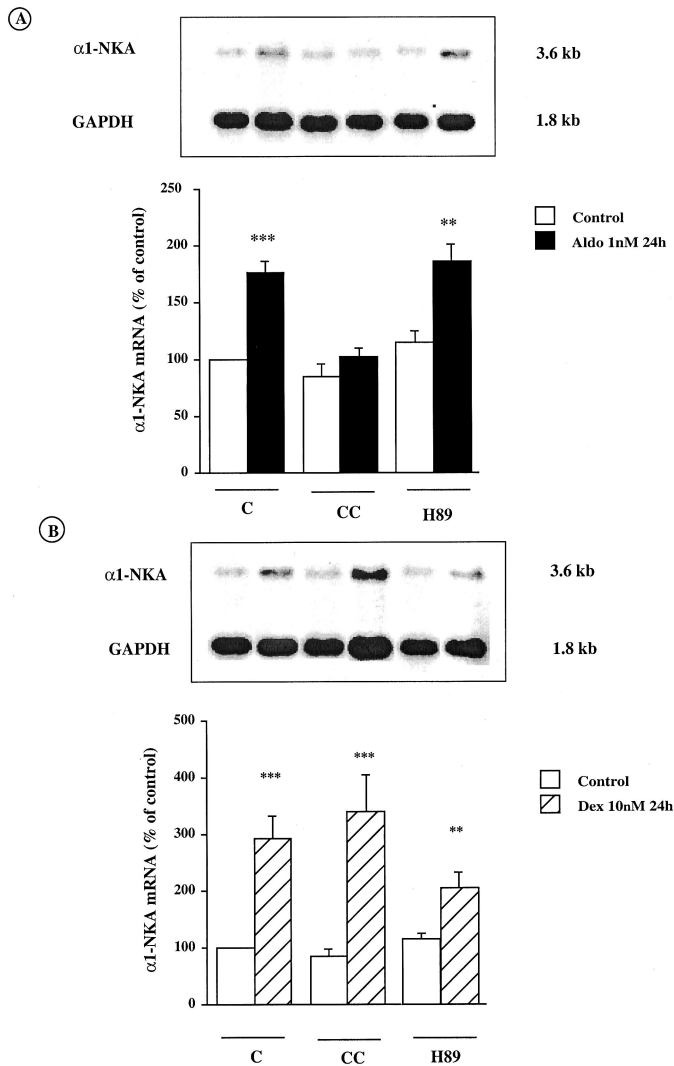 A
α1-NKA 3.6 kb
GAPDH 1.8 kb
α1-NKA mRNA (% of control)
250
200
150
100
50
0
*** **
Control
Aldo 1nM 24h
C CC H89
B
α1-NKA 3.6 kb
GAPDH 1.8 kb
α1-NKA mRNA (% of control)
500
400
300
200
100
0
*** *** **
Control
Dex 10nM 24h
C CC H89